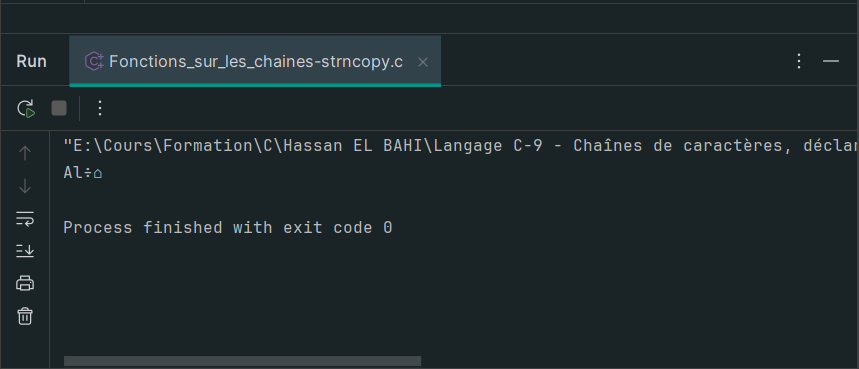 Run
Fonctions_sur_les_chaines-strncopy.c
"E:\Cours\Formation\C\Hassan EL BAHI\Langage C-9 - Chaînes de caractères, déclar
Al÷⌂
Process finished with exit code 0